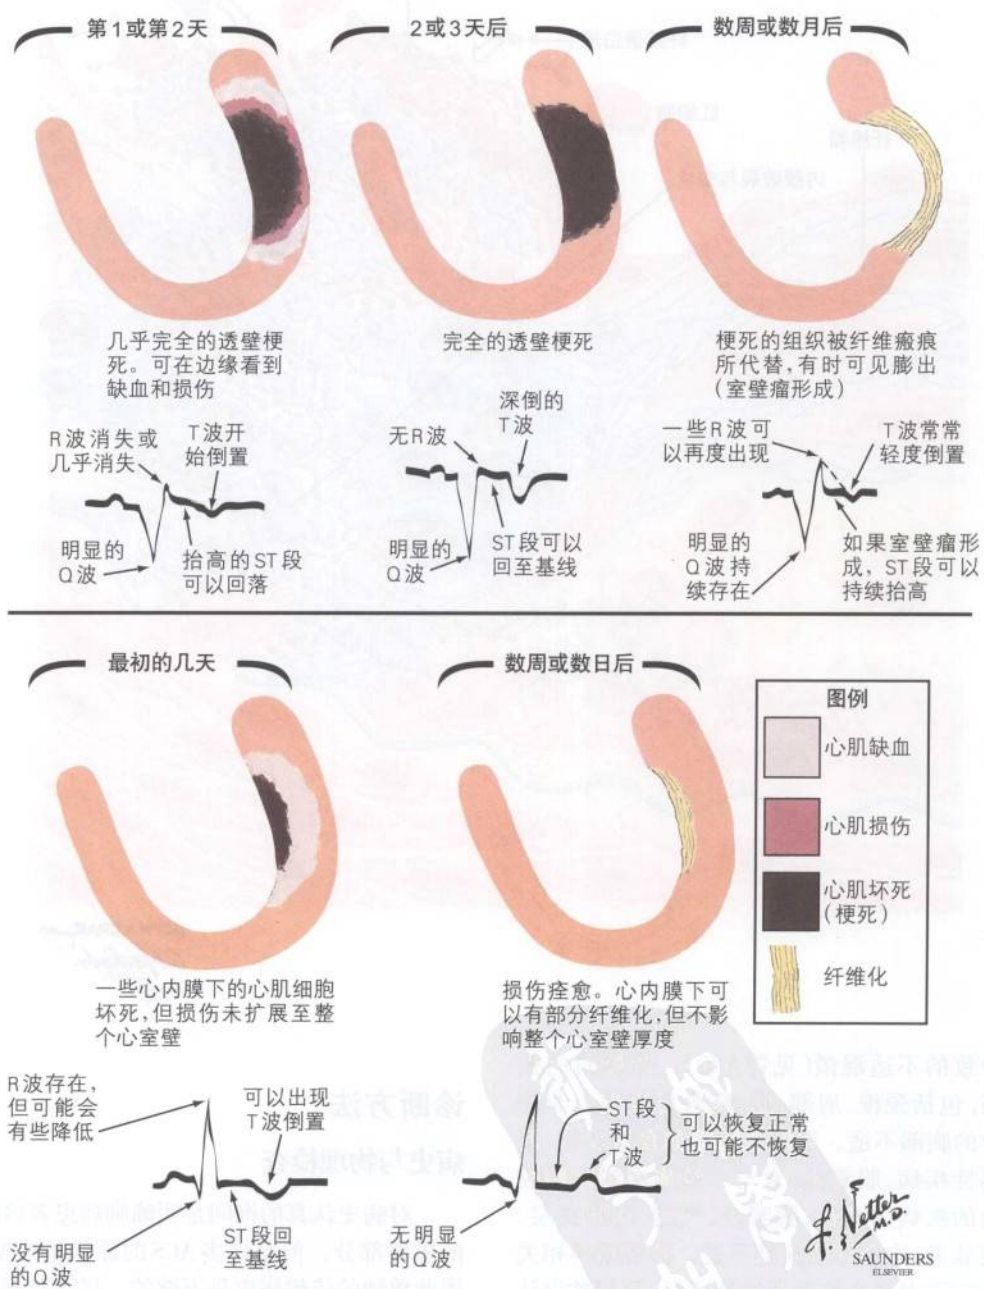 第1或第2天
2或3天后
数周或数月后
几乎完全的透壁梗
死。可在边缘看到
缺血和损伤
完全的透壁梗死
梗死的组织被纤维瘢痕
所代替,有时可见膨出
(室壁瘤形成)
R波消失或
几乎消失
T波开
始倒置
明显的
Q波
抬高的ST段
可以回落
无R波
深倒的
T波
明显的
Q波
ST段可以
回至基线
一些R波可
以再度出现
T波常常
轻度倒置
明显的
Q波持
续存在
如果室壁瘤形
成,ST段可以
持续抬高
最初的几天
数周或数日后
图例
心肌缺血
心肌损伤
心肌坏死
(梗死)
纤维化
一些心内膜下的心肌细胞
坏死,但损伤未扩展至整
个心室壁
损伤痊愈。心内膜下可
以有部分纤维化,但不影
响整个心室壁厚度
R波存在,
但可能会
有些降低
可以出现
T波倒置
没有明显
的Q波
ST段回
至基线
ST段
和
T波
可以恢复正常
也可能不恢复
无明显
的Q波
F. Netter
M.D.
SAUNDERS
ELSEVIER